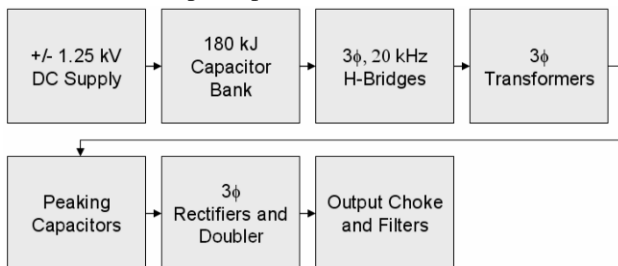 +/- 1.25 kV
DC Supply
180 kJ
Capacitor
Bank
3ϕ, 20 kHz
H-Bridges
3ϕ
Transformers
Peaking
Capacitors
3ϕ
Rectifiers and
Doubler
Output Choke
and Filters